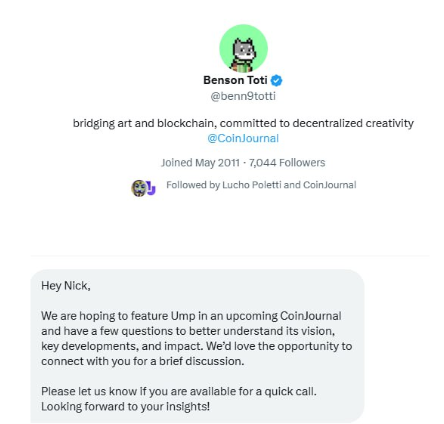 Benson Toti
@benn9totti
bridging art and blockchain, committed to decentralized creativity
@CoinJournal
Joined May 2011 · 7,044 Followers
Followed by Lucho Poletti and CoinJournal
Hey Nick,
We are hoping to feature Ump in an upcoming CoinJournal
and have a few questions to better understand its vision,
key developments, and impact. We'd love the opportunity to
connect with you for a brief discussion.
Please let us know if you are available for a quick call.
Looking forward to your insights!